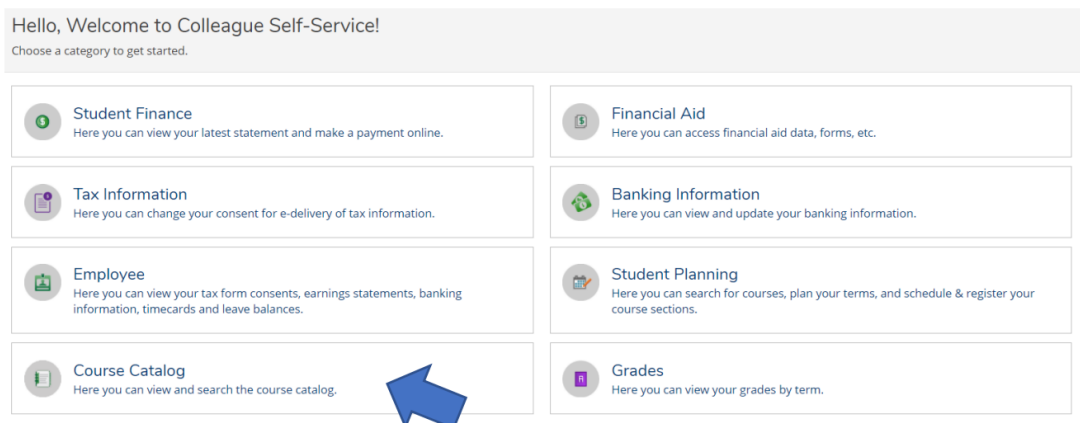 Hello, Welcome to Colleague Self-Service!
Choose a category to get started.
Student Finance
Here you can view your latest statement and make a payment online.
Financial Aid
Here you can access financial aid data, forms, etc.
Tax Information
Here you can change your consent for e-delivery of tax information.
Banking Information
Here you can view and update your banking information.
Employee
Here you can view your tax form consents, earnings statements, banking
information, timecards and leave balances.
Student Planning
Here you can search for courses, plan your terms, and schedule & register your
course sections.
Course Catalog
Here you can view and search the course catalog.
Grades
Here you can view your grades by term.